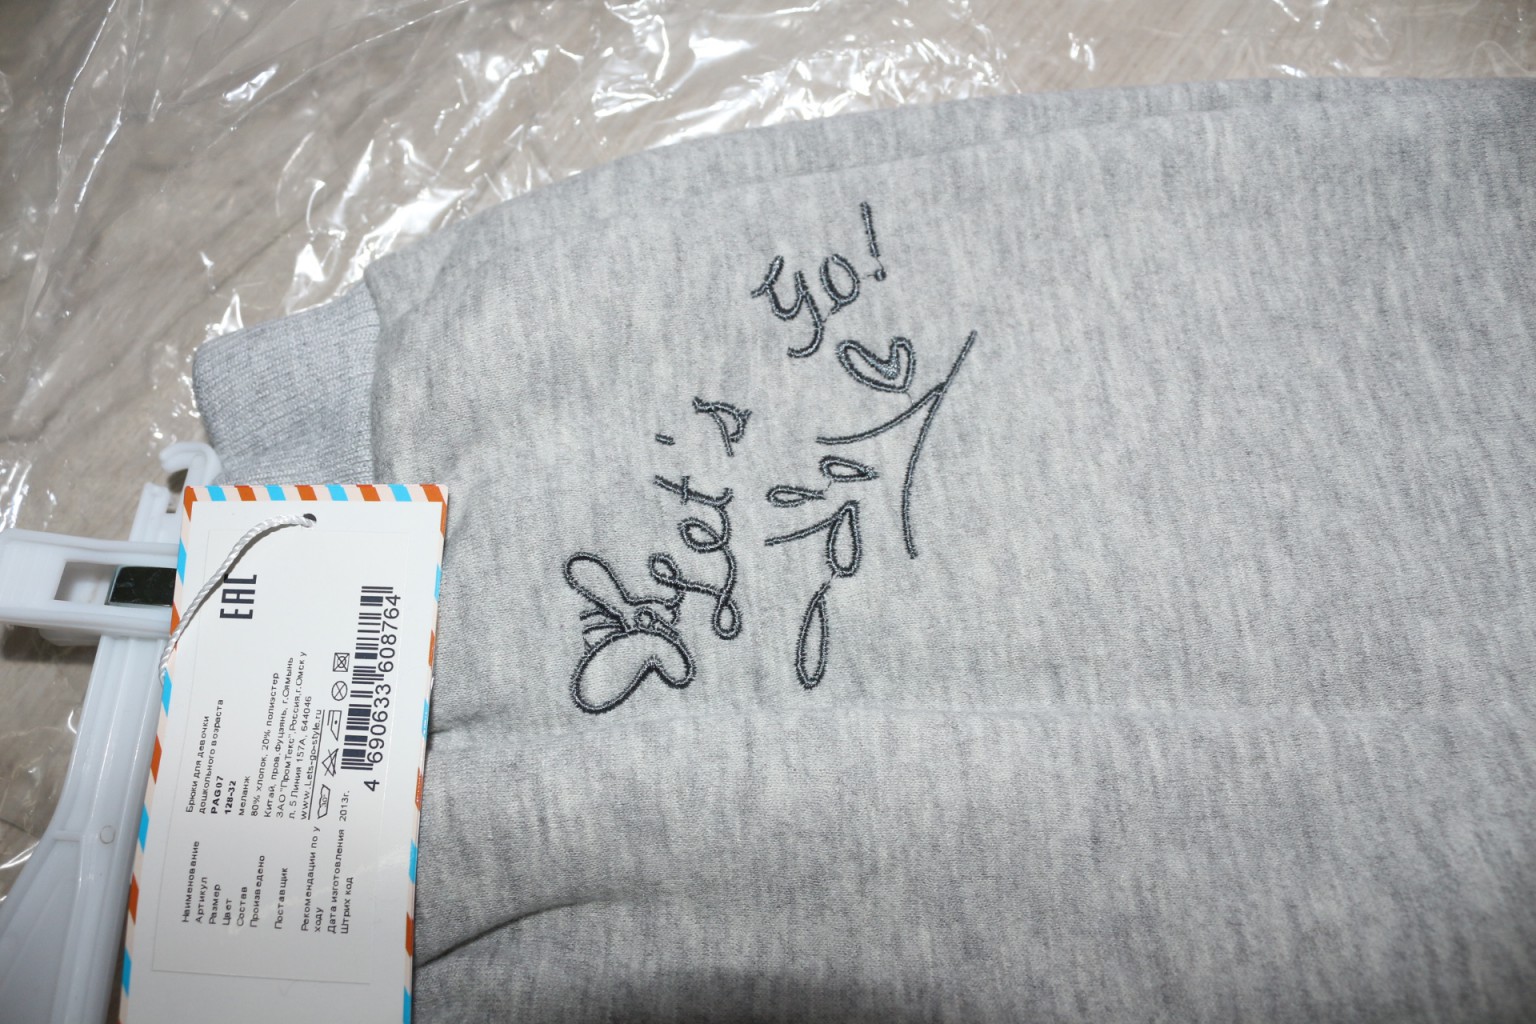 Let's go!
EAC
Наименование Брюки для девочки
дошкольного возраста
Артикул PAG07
Размер 128-32
Цвет меланж
Состав 80% хлопок, 20% полиэстер
Произведено Китай, пров.Фуцзянь, г.Сямынь
Поставщик ЗАО "ПромТекс",Россия,г.Омск у
л. 5 Линия 157А, 644046
www.Lets-go-style.ru
Рекомендации по у
ходу
Дата изготовления 2013г.
Штрих код
4 690633 608764